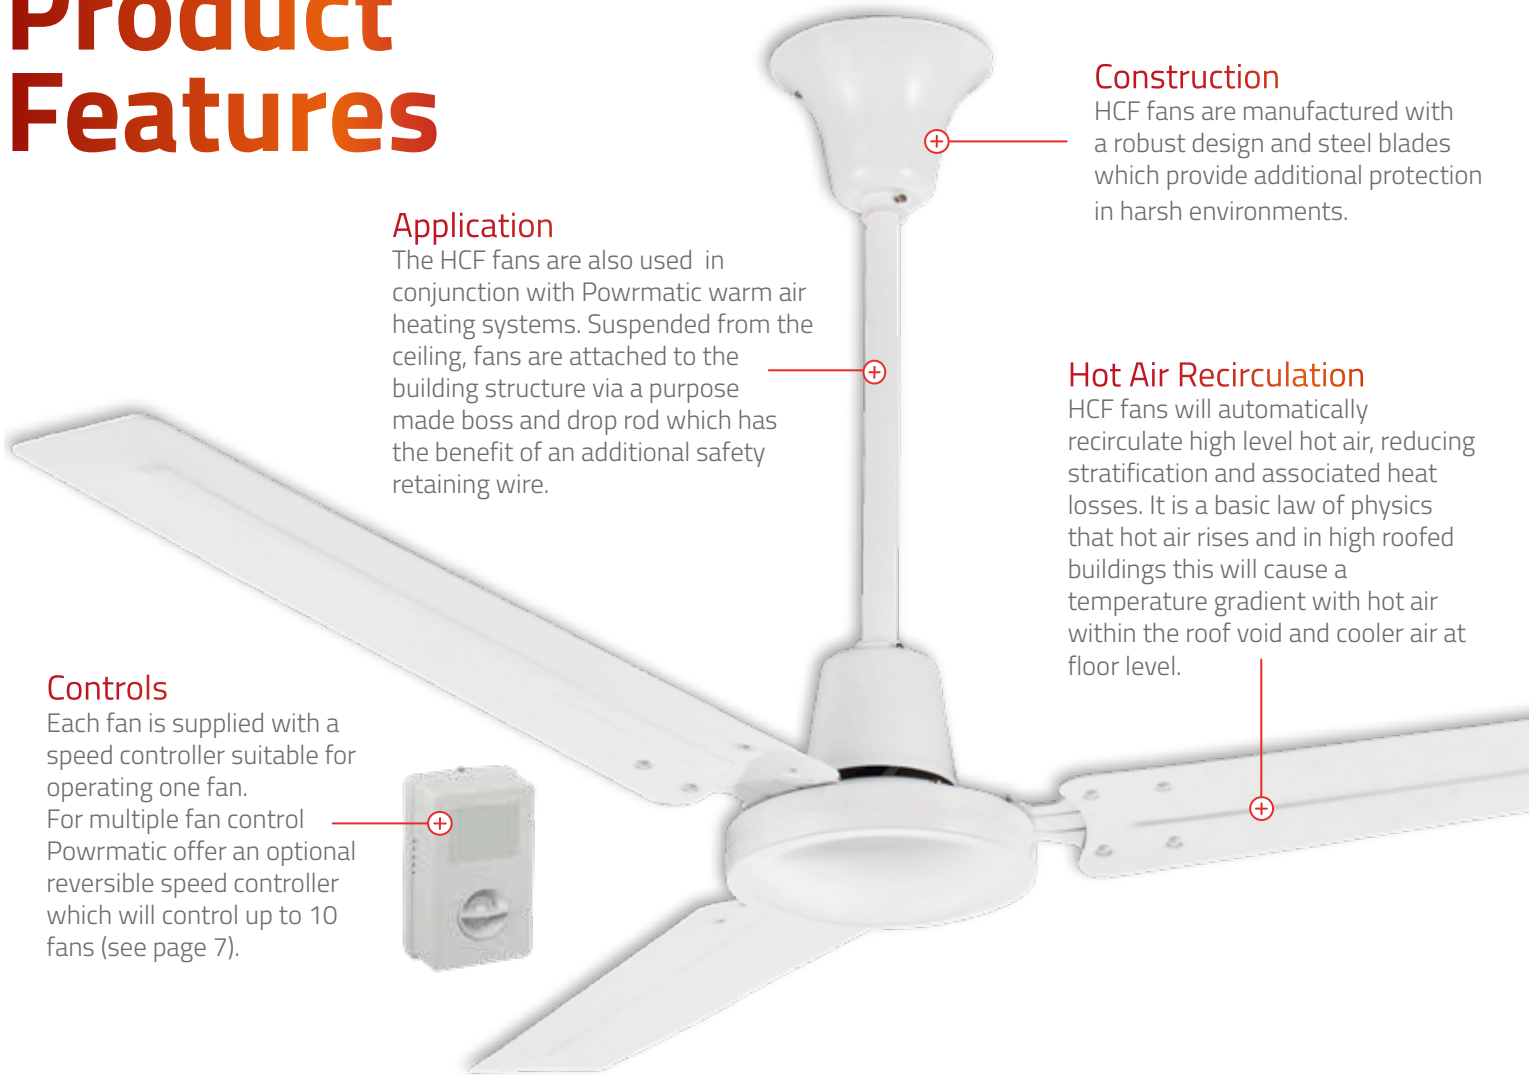 Product
Features
Construction
HCF fans are manufactured with
a robust design and steel blades
which provide additional protection
in harsh environments.
Application
The HCF fans are also used  in
conjunction with Powrmatic warm air
heating systems. Suspended from the
ceiling, fans are attached to the
building structure via a purpose
made boss and drop rod which has
the benefit of an additional safety
retaining wire.
Hot Air Recirculation
HCF fans will automatically
recirculate high level hot air, reducing
stratification and associated heat
losses. It is a basic law of physics
that hot air rises and in high roofed
buildings this will cause a
temperature gradient with hot air
within the roof void and cooler air at
floor level.
Controls
Each fan is supplied with a
speed controller suitable for
operating one fan.
For multiple fan control
Powrmatic offer an optional
reversible speed controller
which will control up to 10
fans (see page 7).